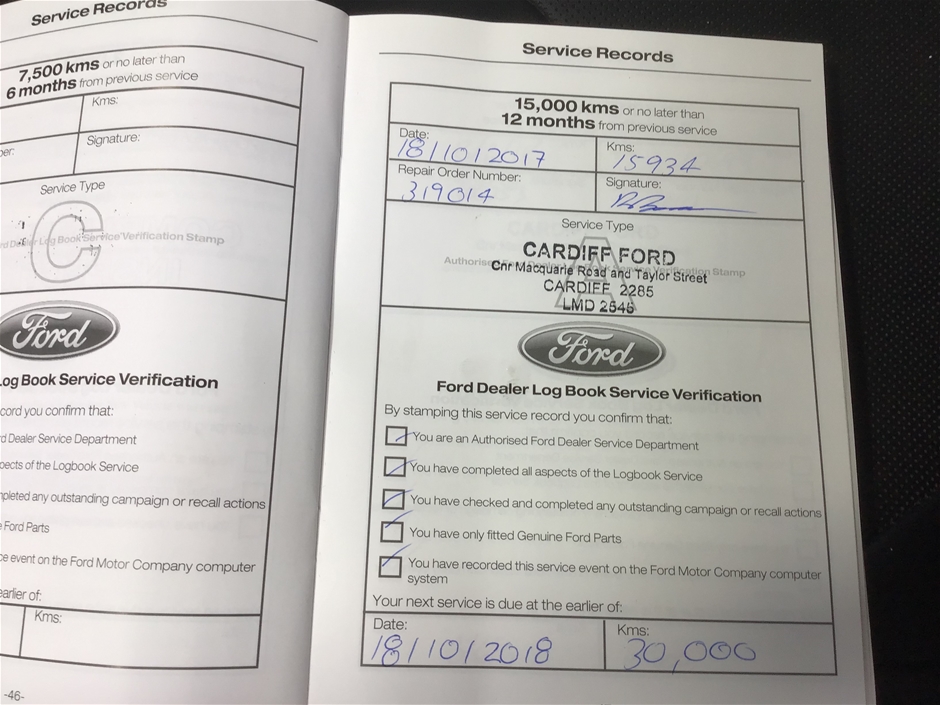 Service Records
7,500 kms or no later than
6 months from previous service
Kms:
Signature:
Service Type
C
Log Book Service Verification Stamp
Ford
Log Book Service Verification
cord you confirm that:
d Dealer Service Department
pects of the Logbook Service
mpleted any outstanding campaign or recall actions
e Ford Parts
ce event on the Ford Motor Company computer
earlier of:
Kms:
-46-
Service Records
15,000 kms or no later than
12 months from previous service
Date: Kms:
18/10/2017 15934
Repair Order Number: Signature:
319014
Service Type
A
CARDIFF FORD
Cnr Macquarie Road and Taylor Street
CARDIFF 2285
LMD 2545
Ford
Ford Dealer Log Book Service Verification
By stamping this service record you confirm that:
You are an Authorised Ford Dealer Service Department
You have completed all aspects of the Logbook Service
You have checked and completed any outstanding campaign or recall actions
You have only fitted Genuine Ford Parts
You have recorded this service event on the Ford Motor Company computer
system
Your next service is due at the earlier of:
Date: Kms:
18/10/2018 30,000